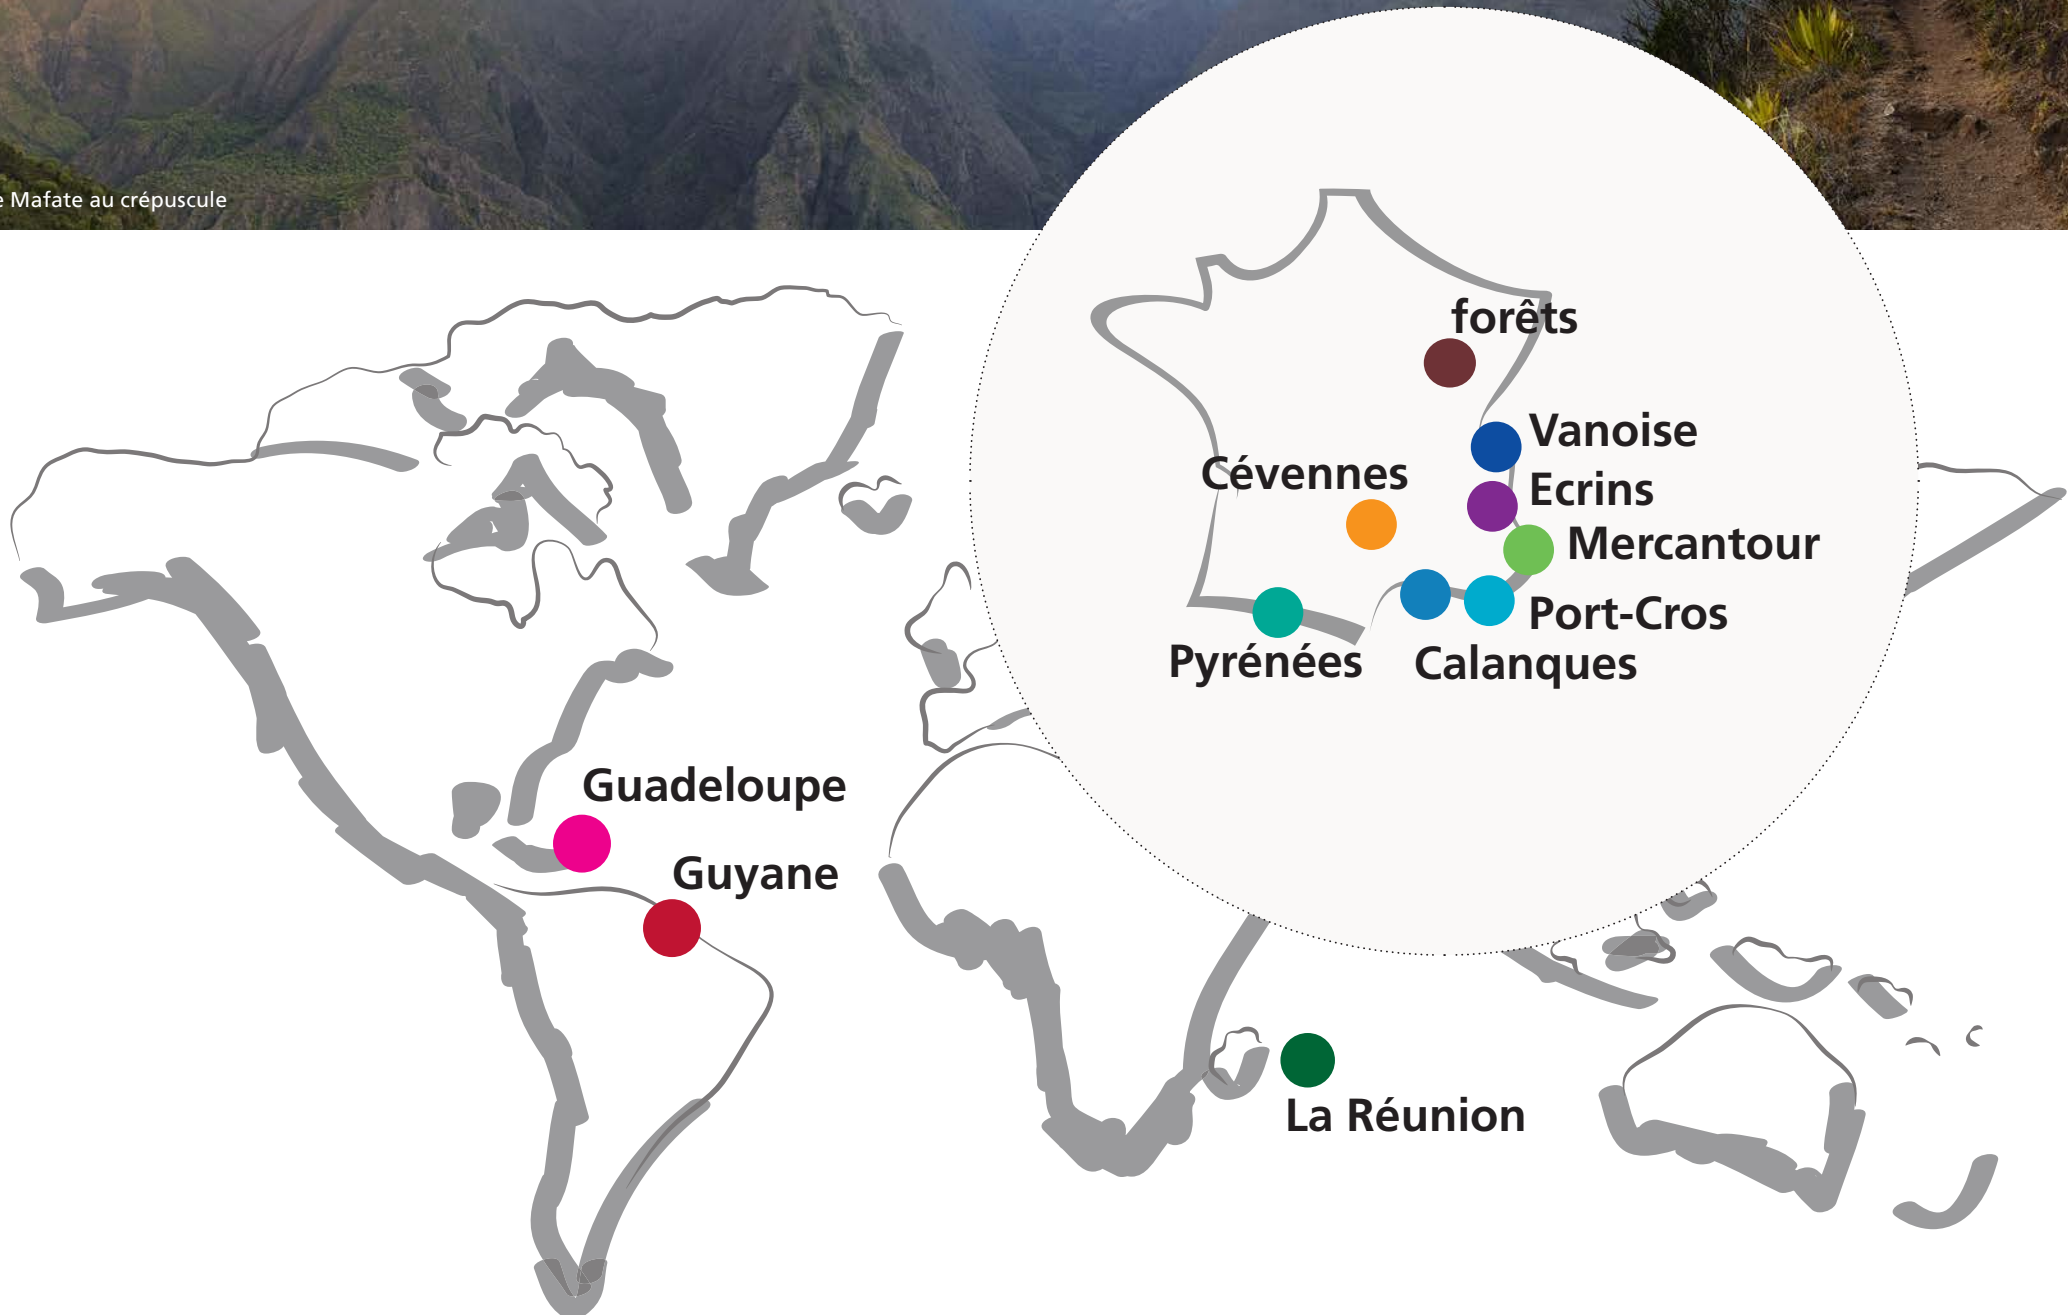 Mafate au crépuscule
forêts
Vanoise
Cévennes
Ecrins
Mercantour
Port-Cros
Pyrénées
Calanques
Guadeloupe
Guyane
La Réunion